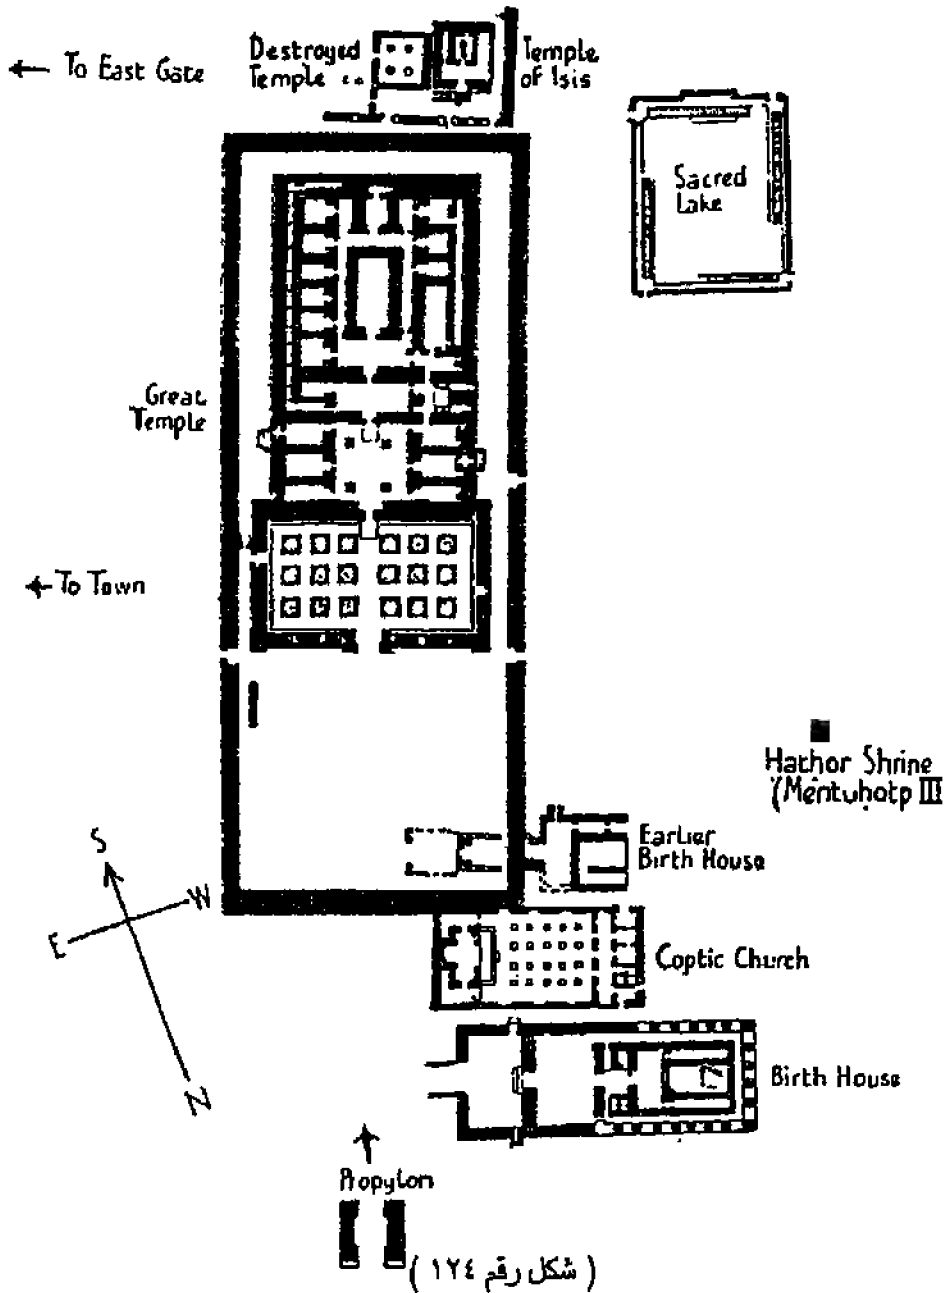 ← To East Gate
Destroyed
Temple
Temple
of Isis
Sacred
Lake
Great
Temple
← To Town
Hathor Shrine
(Mentuhotp III
Earlier
Birth House
S
W
E
N
Coptic Church
Birth House
Propylon
( شكل رقم ١٢٤ )